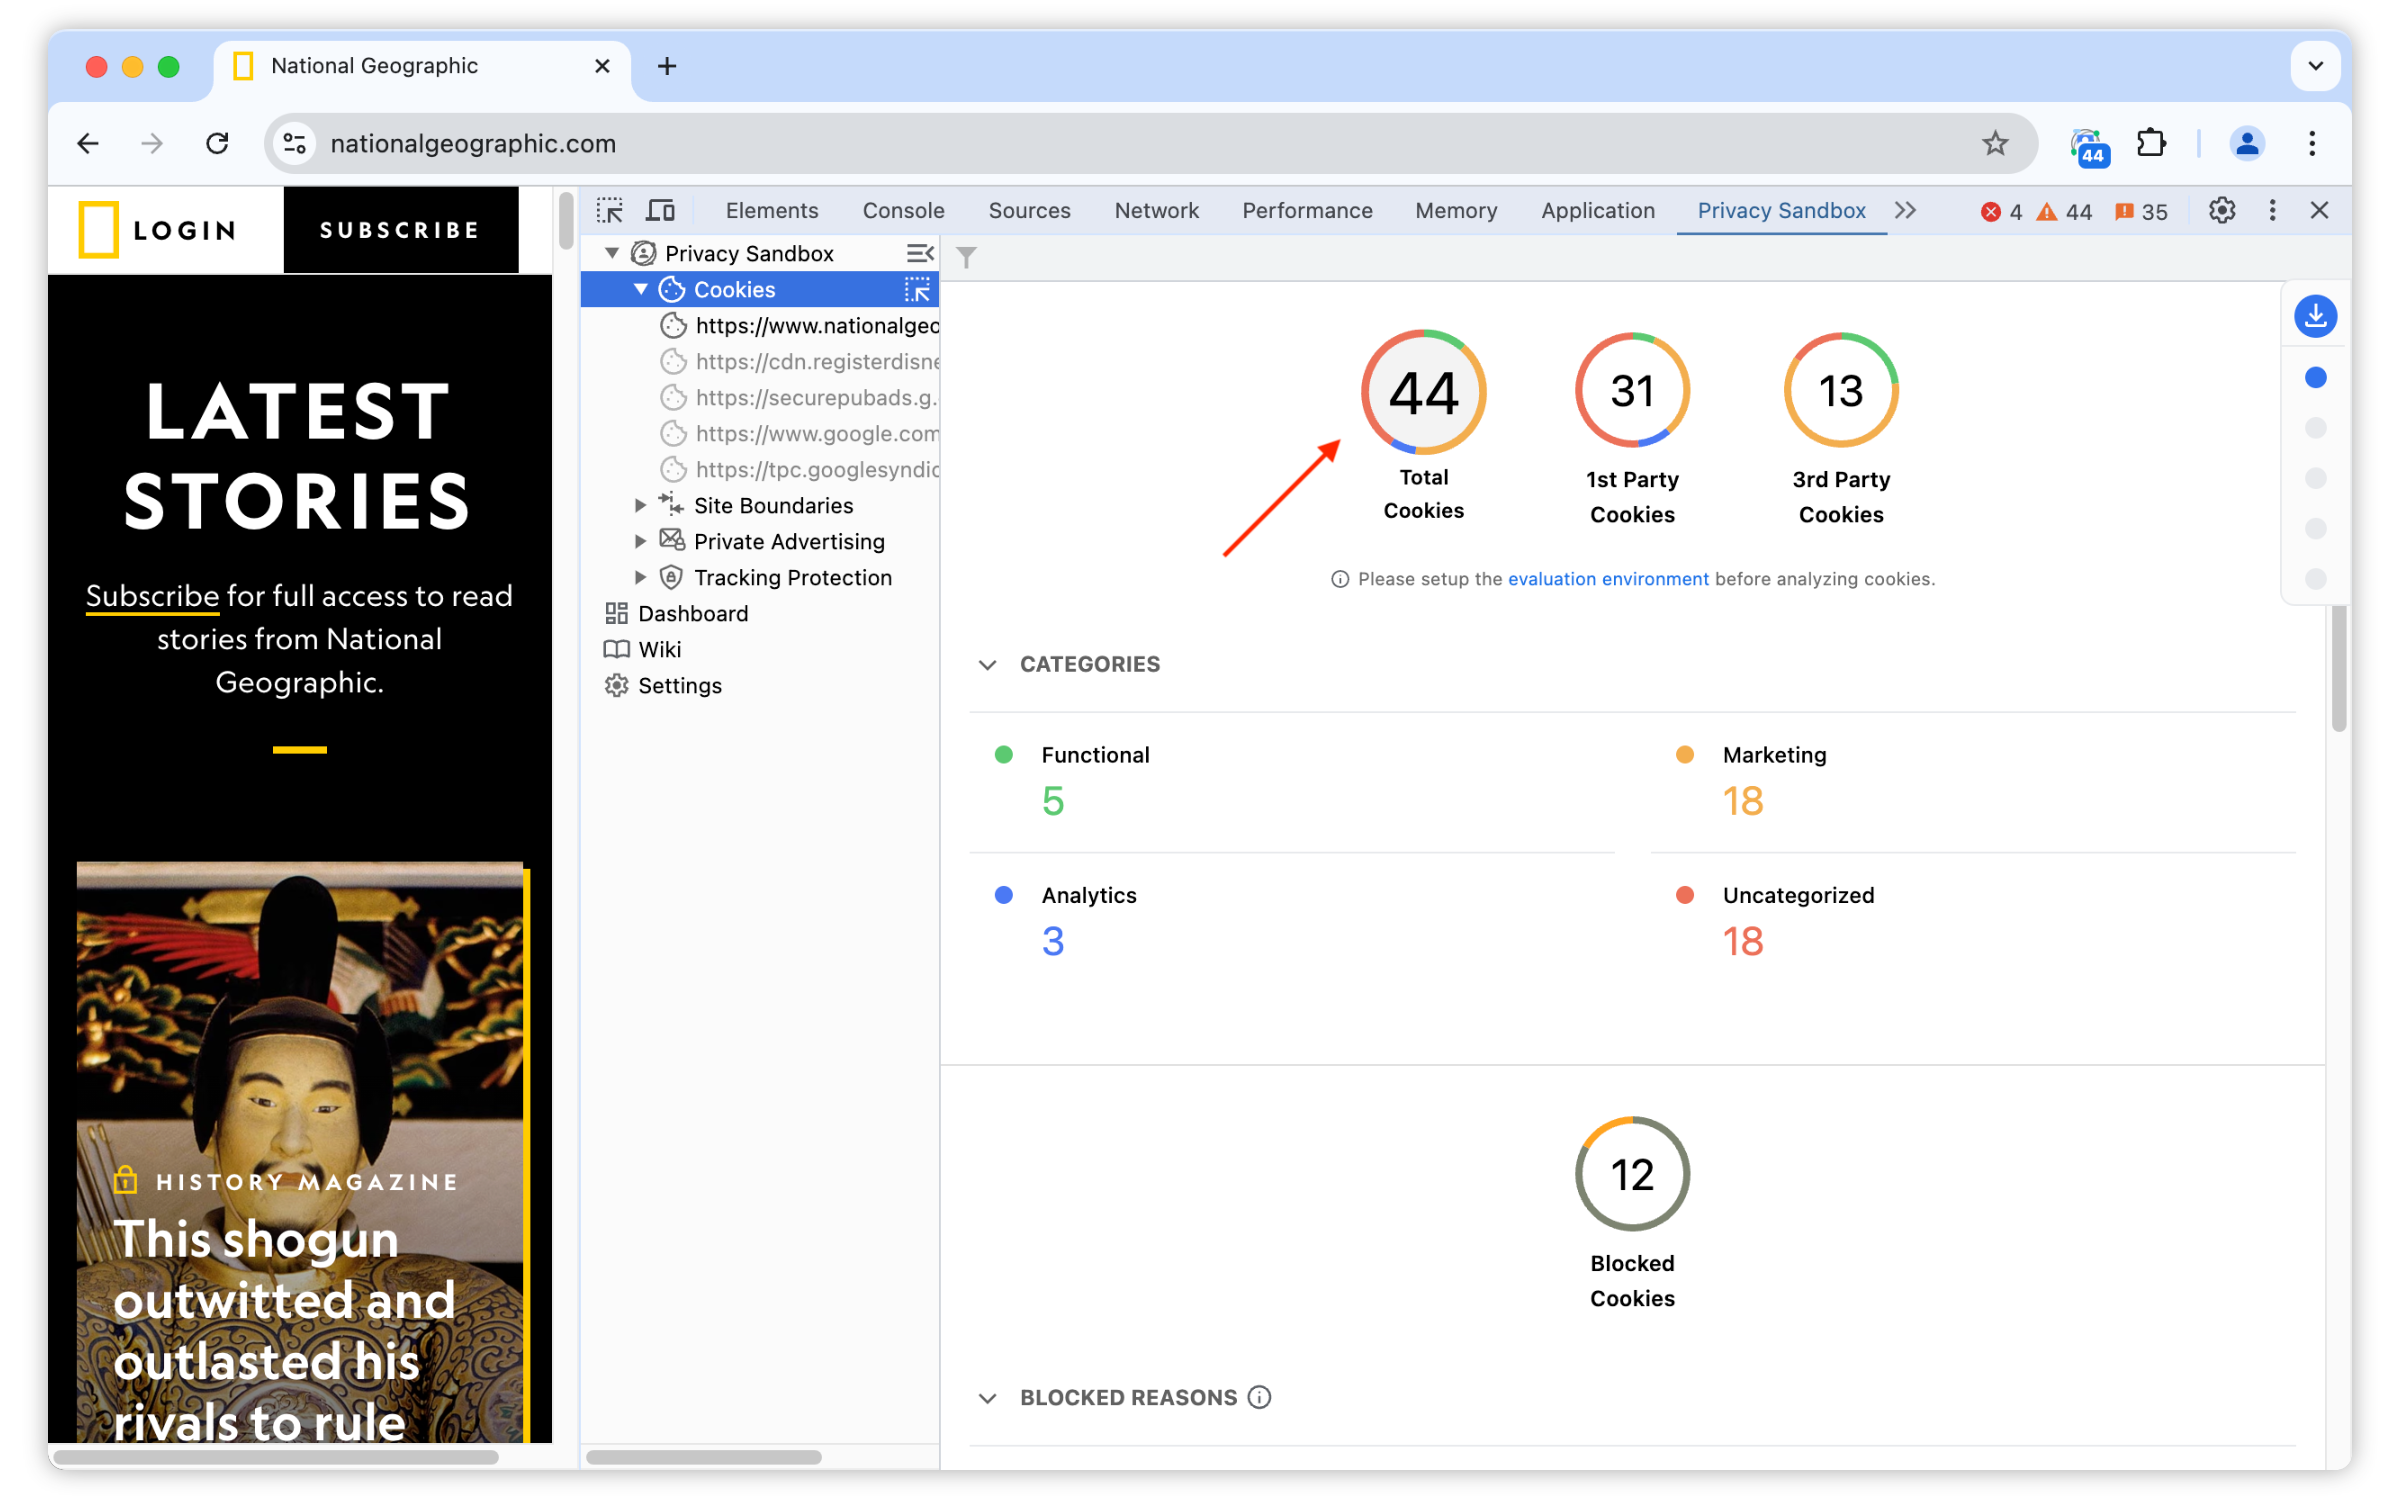 National Geographic
nationalgeographic.com
44
LOGIN
SUBSCRIBE
LATEST
STORIES
Subscribe for full access to read
stories from National
Geographic.
HISTORY MAGAZINE
This shogun
outwitted and
outlasted his
rivals to rule
Elements Console Sources Network Performance Memory Application Privacy Sandbox 4 44 35
Privacy Sandbox
Cookies
https://www.nationalgeo
https://cdn.registerdisne
https://securepubads.g.
https://www.google.com
https://tpc.googlesyndic
Site Boundaries
Private Advertising
Tracking Protection
Dashboard
Wiki
Settings
44
Total
Cookies
31
1st Party
Cookies
13
3rd Party
Cookies
Please setup the evaluation environment before analyzing cookies.
CATEGORIES
Functional
5
Marketing
18
Analytics
3
Uncategorized
18
12
Blocked
Cookies
BLOCKED REASONS